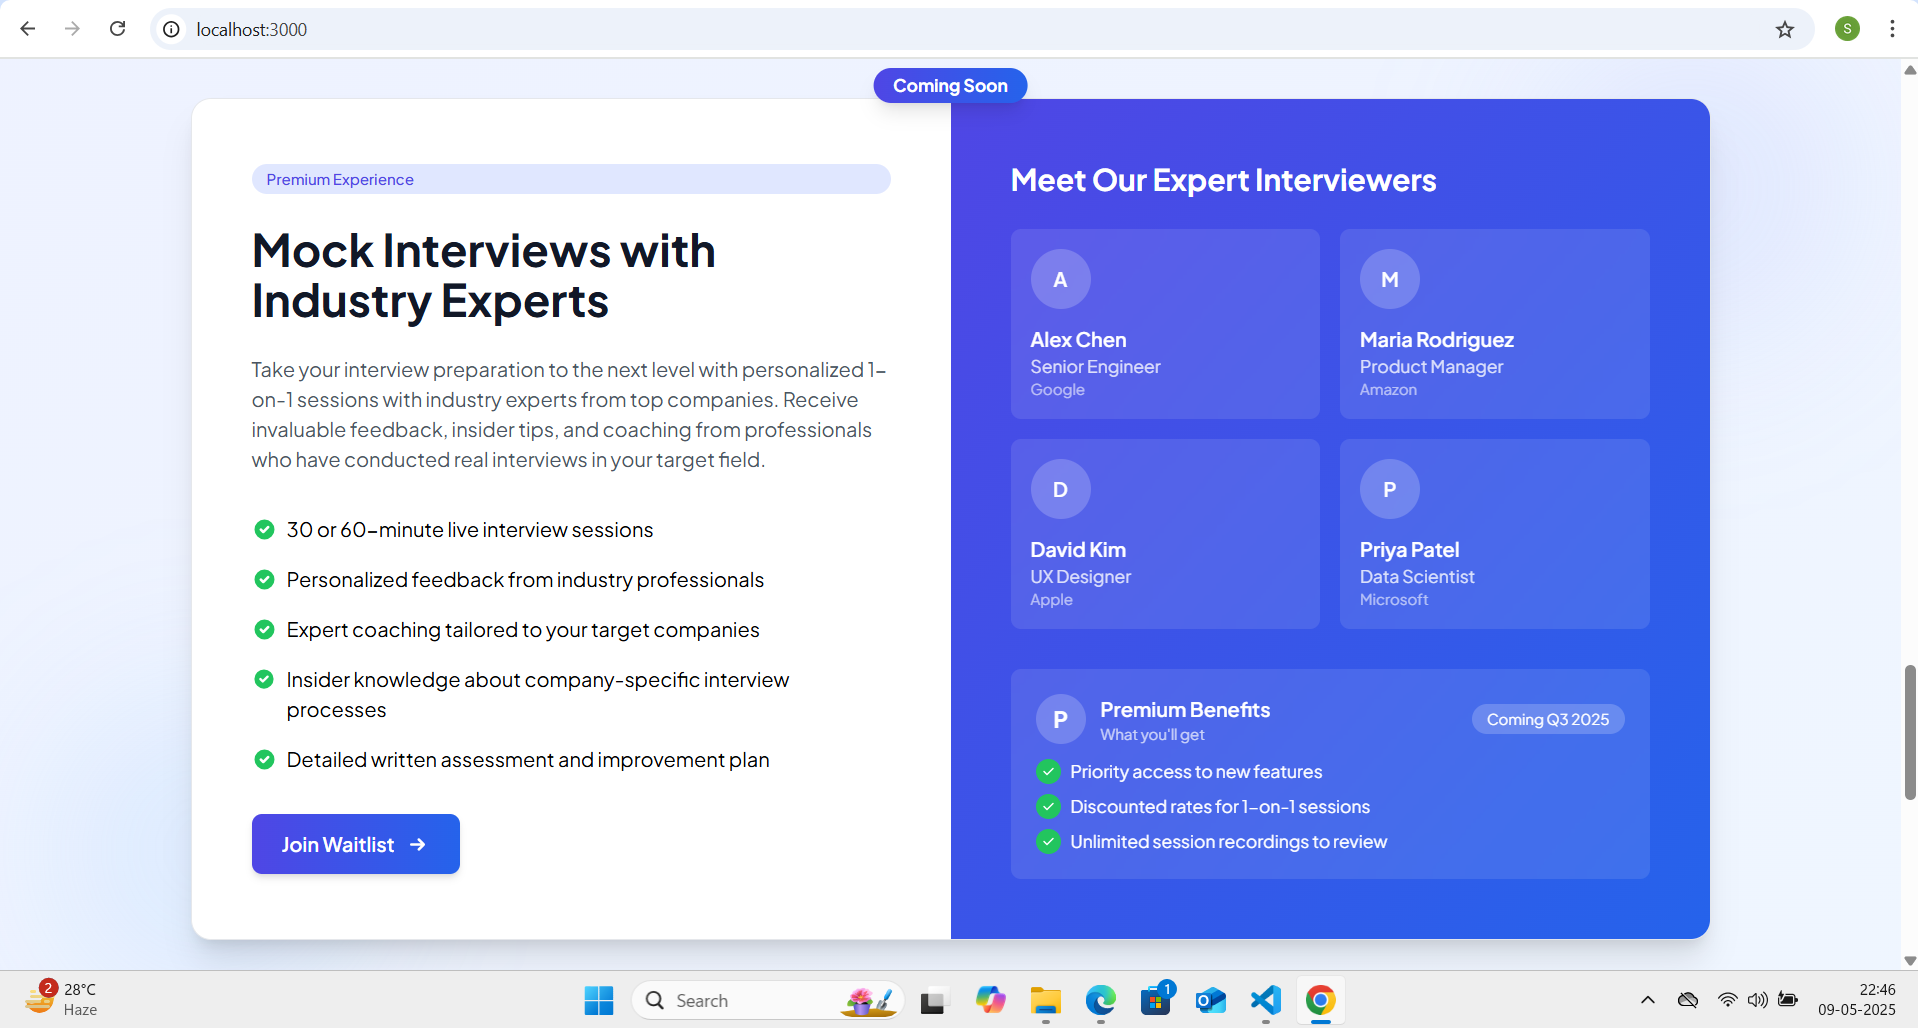 localhost:3000
S
Coming Soon
Premium Experience
Mock Interviews with
Industry Experts
Take your interview preparation to the next level with personalized 1-
on-1 sessions with industry experts from top companies. Receive
invaluable feedback, insider tips, and coaching from professionals
who have conducted real interviews in your target field.
30 or 60-minute live interview sessions
Personalized feedback from industry professionals
Expert coaching tailored to your target companies
Insider knowledge about company-specific interview
processes
Detailed written assessment and improvement plan
Join Waitlist
Meet Our Expert Interviewers
A
Alex Chen
Senior Engineer
Google
M
Maria Rodriguez
Product Manager
Amazon
D
David Kim
UX Designer
Apple
P
Priya Patel
Data Scientist
Microsoft
P
Premium Benefits
What you'll get
Coming Q3 2025
Priority access to new features
Discounted rates for 1-on-1 sessions
Unlimited session recordings to review
2
28°C
Haze
Search
1
22:46
09-05-2025